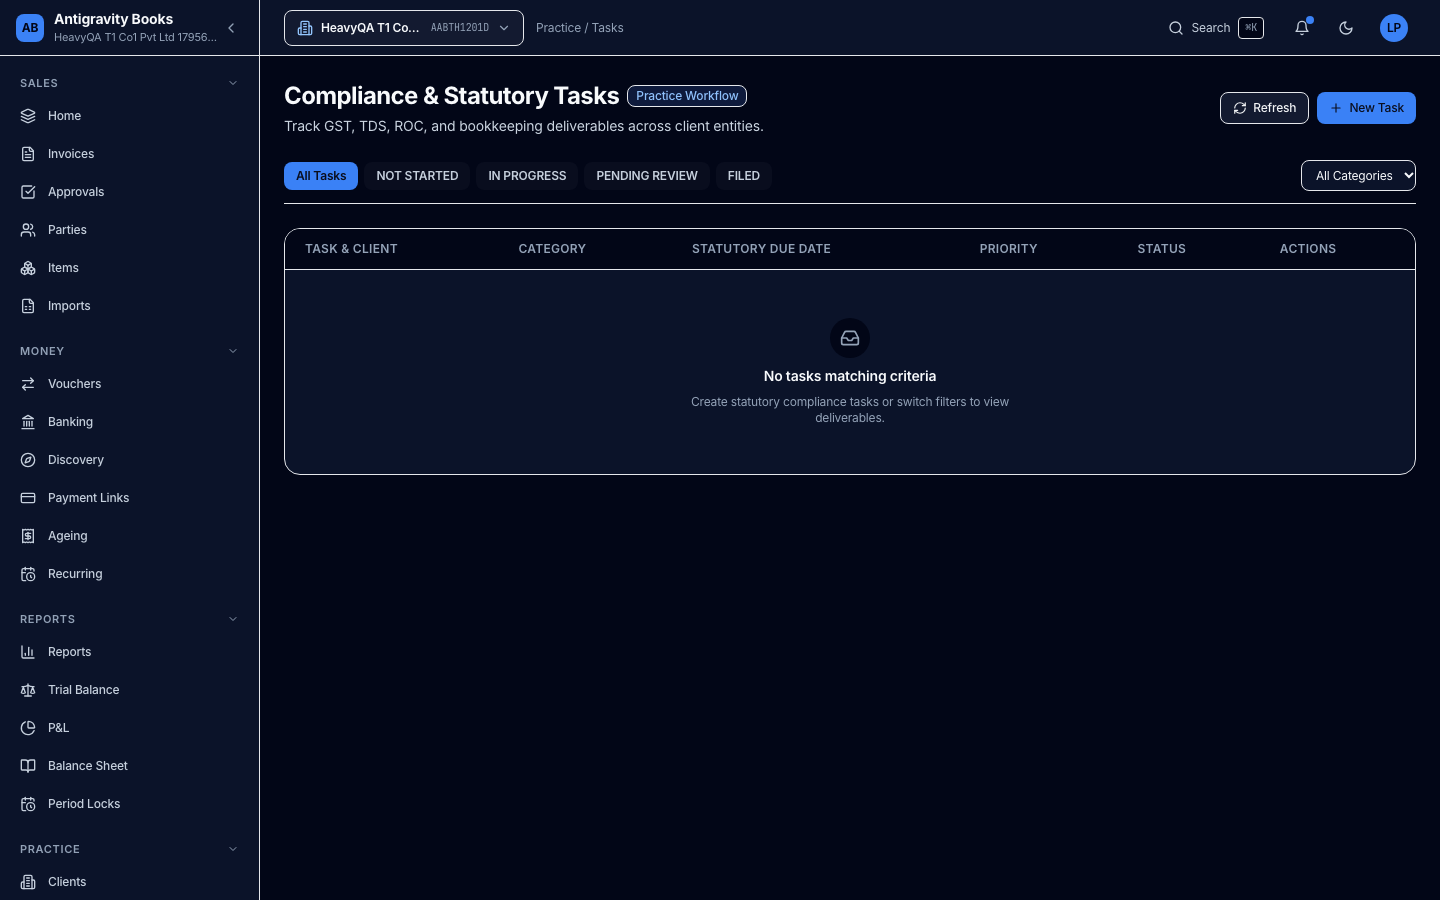 AB
Antigravity Books
HeavyQA T1 Co1 Pvt Ltd 17956...
SALES
Home
Invoices
Approvals
Parties
Items
Imports
MONEY
Vouchers
Banking
Discovery
Payment Links
Ageing
Recurring
REPORTS
Reports
Trial Balance
P&L
Balance Sheet
Period Locks
PRACTICE
Clients
HeavyQA T1 Co... AABTH1201D
Practice / Tasks
Search ⌘K
LP
Compliance & Statutory Tasks Practice Workflow
Track GST, TDS, ROC, and bookkeeping deliverables across client entities.
Refresh
New Task
All Tasks NOT STARTED IN PROGRESS PENDING REVIEW FILED
All Categories
TASK & CLIENT CATEGORY STATUTORY DUE DATE PRIORITY STATUS ACTIONS
No tasks matching criteria
Create statutory compliance tasks or switch filters to view
deliverables.